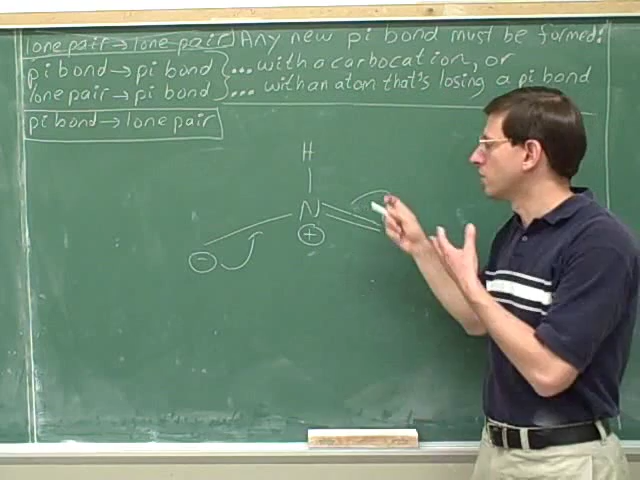 lone pair → lone pair Any new pi bond must be formed:
pi bond → pi bond ... with a carbocation, or
lone pair → pi bond ... with an atom that's losing a pi bond
pi bond → lone pair
H
N
+
-